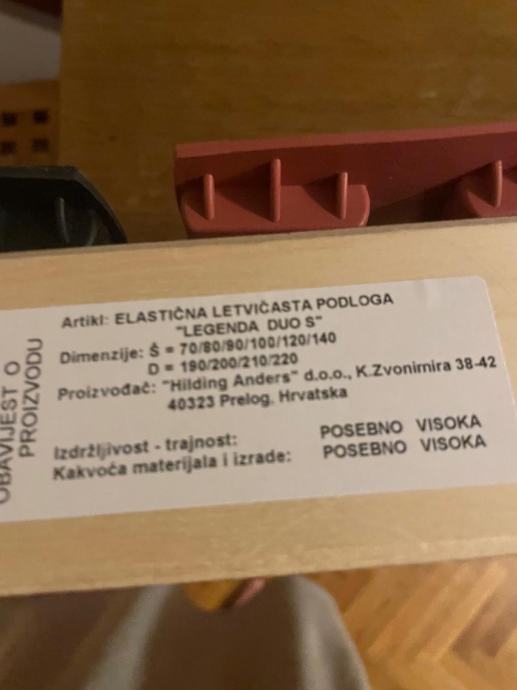 OBAVIJEST O
PROIZVODU
Artikl: ELASTIČNA LETVIČASTA PODLOGA
"LEGENDA DUO S"
Dimenzije: Š = 70/80/90/100/120/140
D = 190/200/210/220
Proizvođač: "Hilding Anders" d.o.o., K.Zvonimira 38-42
40323 Prelog, Hrvatska
Izdržljivost - trajnost: POSEBNO VISOKA
Kakvoća materijala i izrade: POSEBNO VISOKA